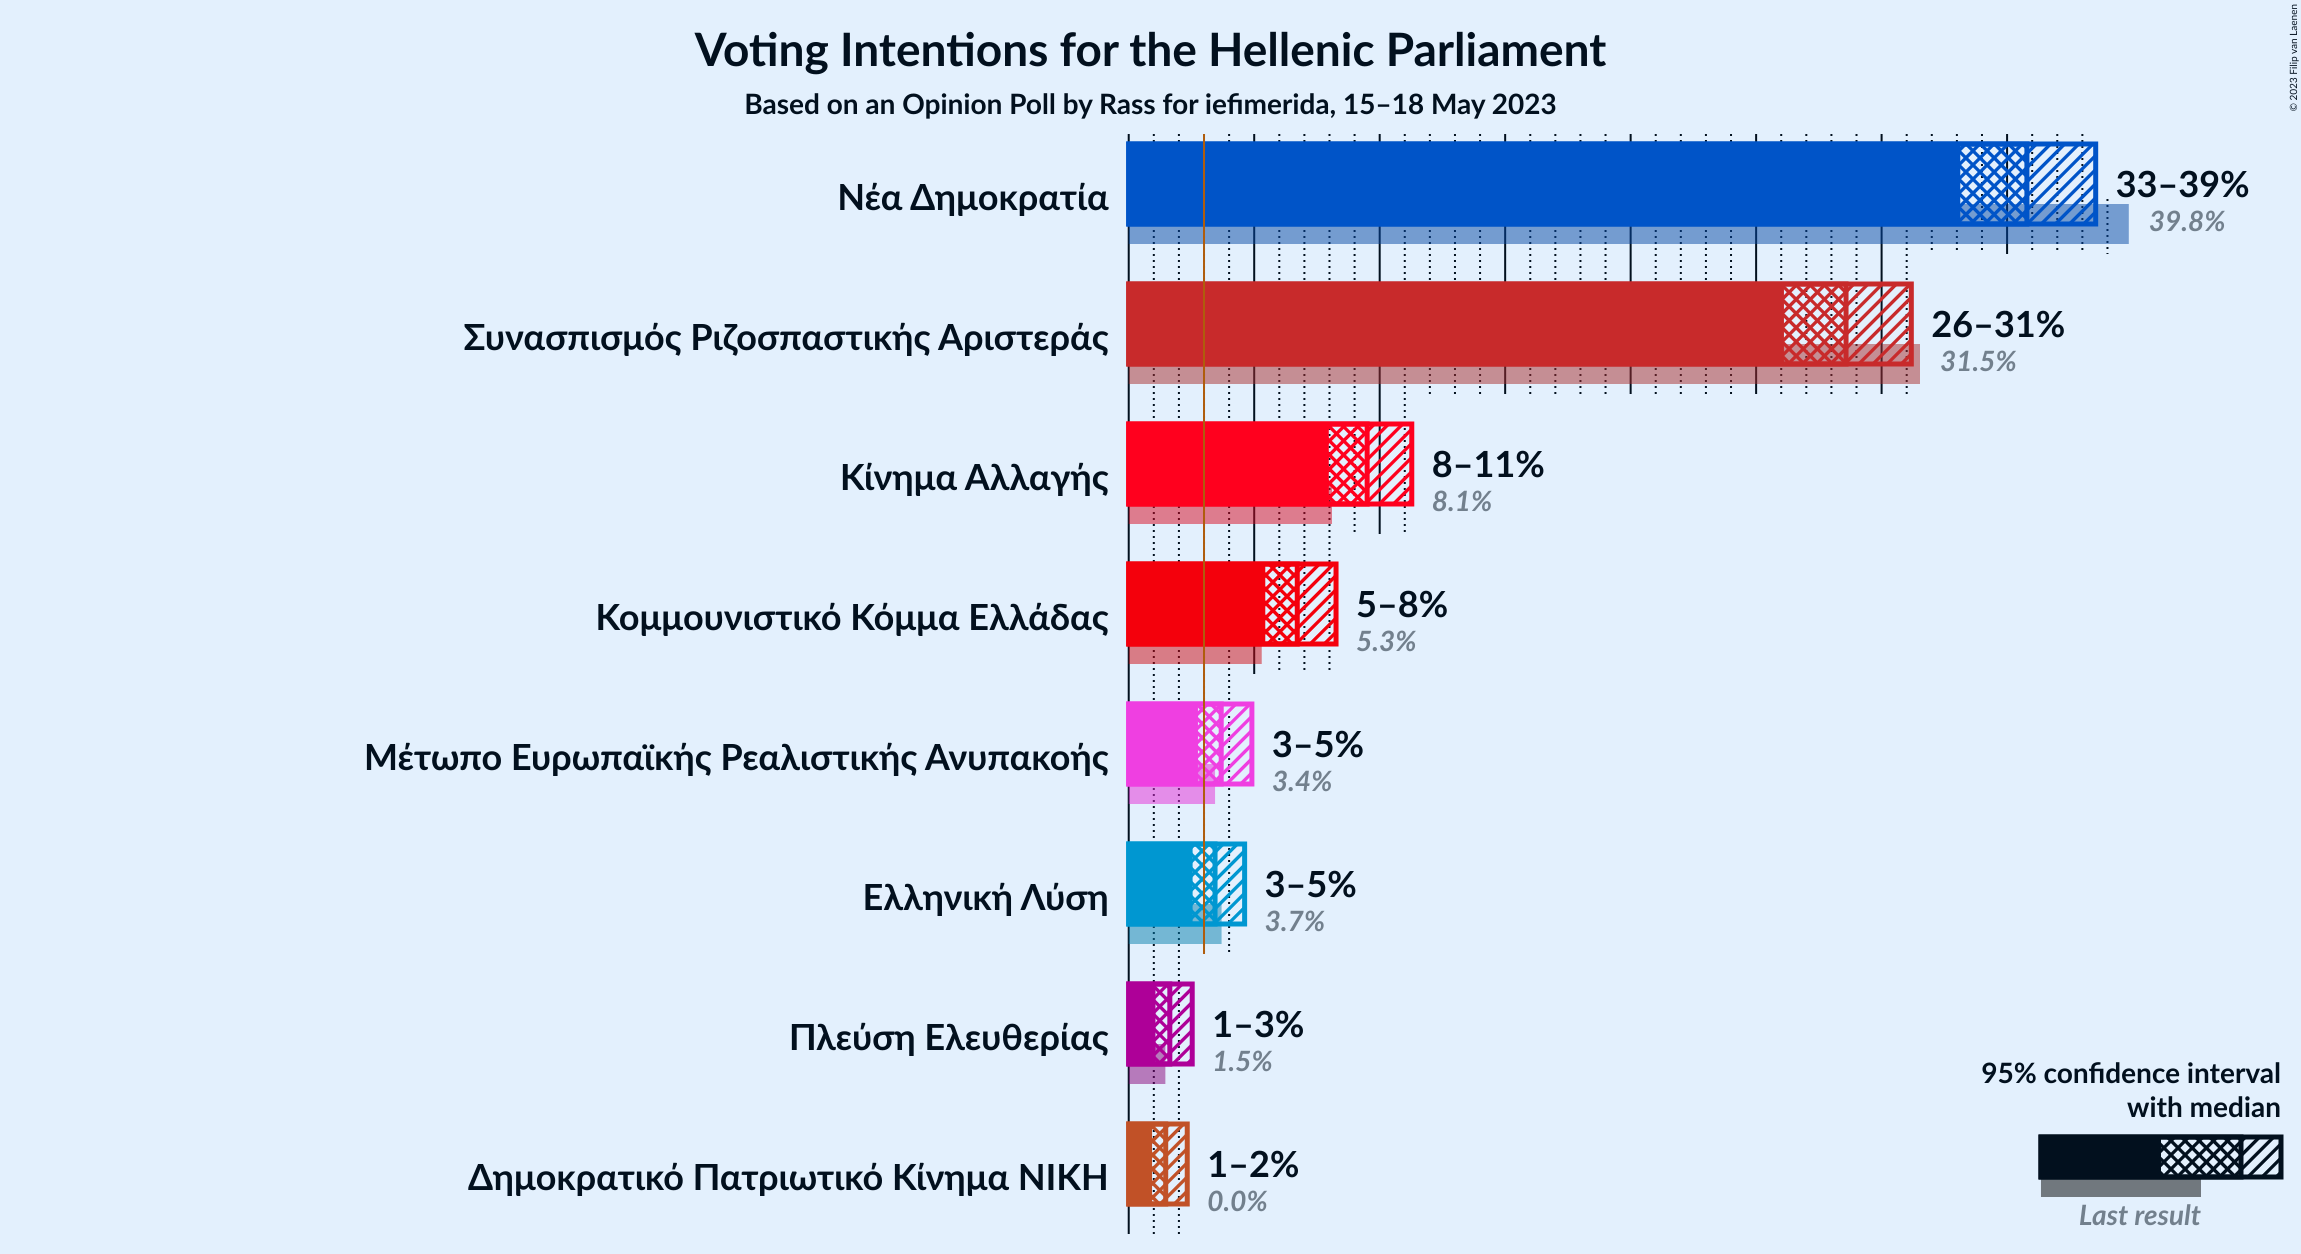 Voting Intentions for the Hellenic Parliament
Based on an Opinion Poll by Rass for iefimerida, 15–18 May 2023
© 2023 Filip van Laenen
Νέα Δημοκρατία
33–39%
39.8%
Συνασπισμός Ριζοσπαστικής Αριστεράς
26–31%
31.5%
Κίνημα Αλλαγής
8–11%
8.1%
Κομμουνιστικό Κόμμα Ελλάδας
5–8%
5.3%
Μέτωπο Ευρωπαϊκής Ρεαλιστικής Ανυπακοής
3–5%
3.4%
Ελληνική Λύση
3–5%
3.7%
Πλεύση Ελευθερίας
1–3%
1.5%
Δημοκρατικό Πατριωτικό Κίνημα ΝΙΚΗ
1–2%
0.0%
95% confidence interval
with median
Last result